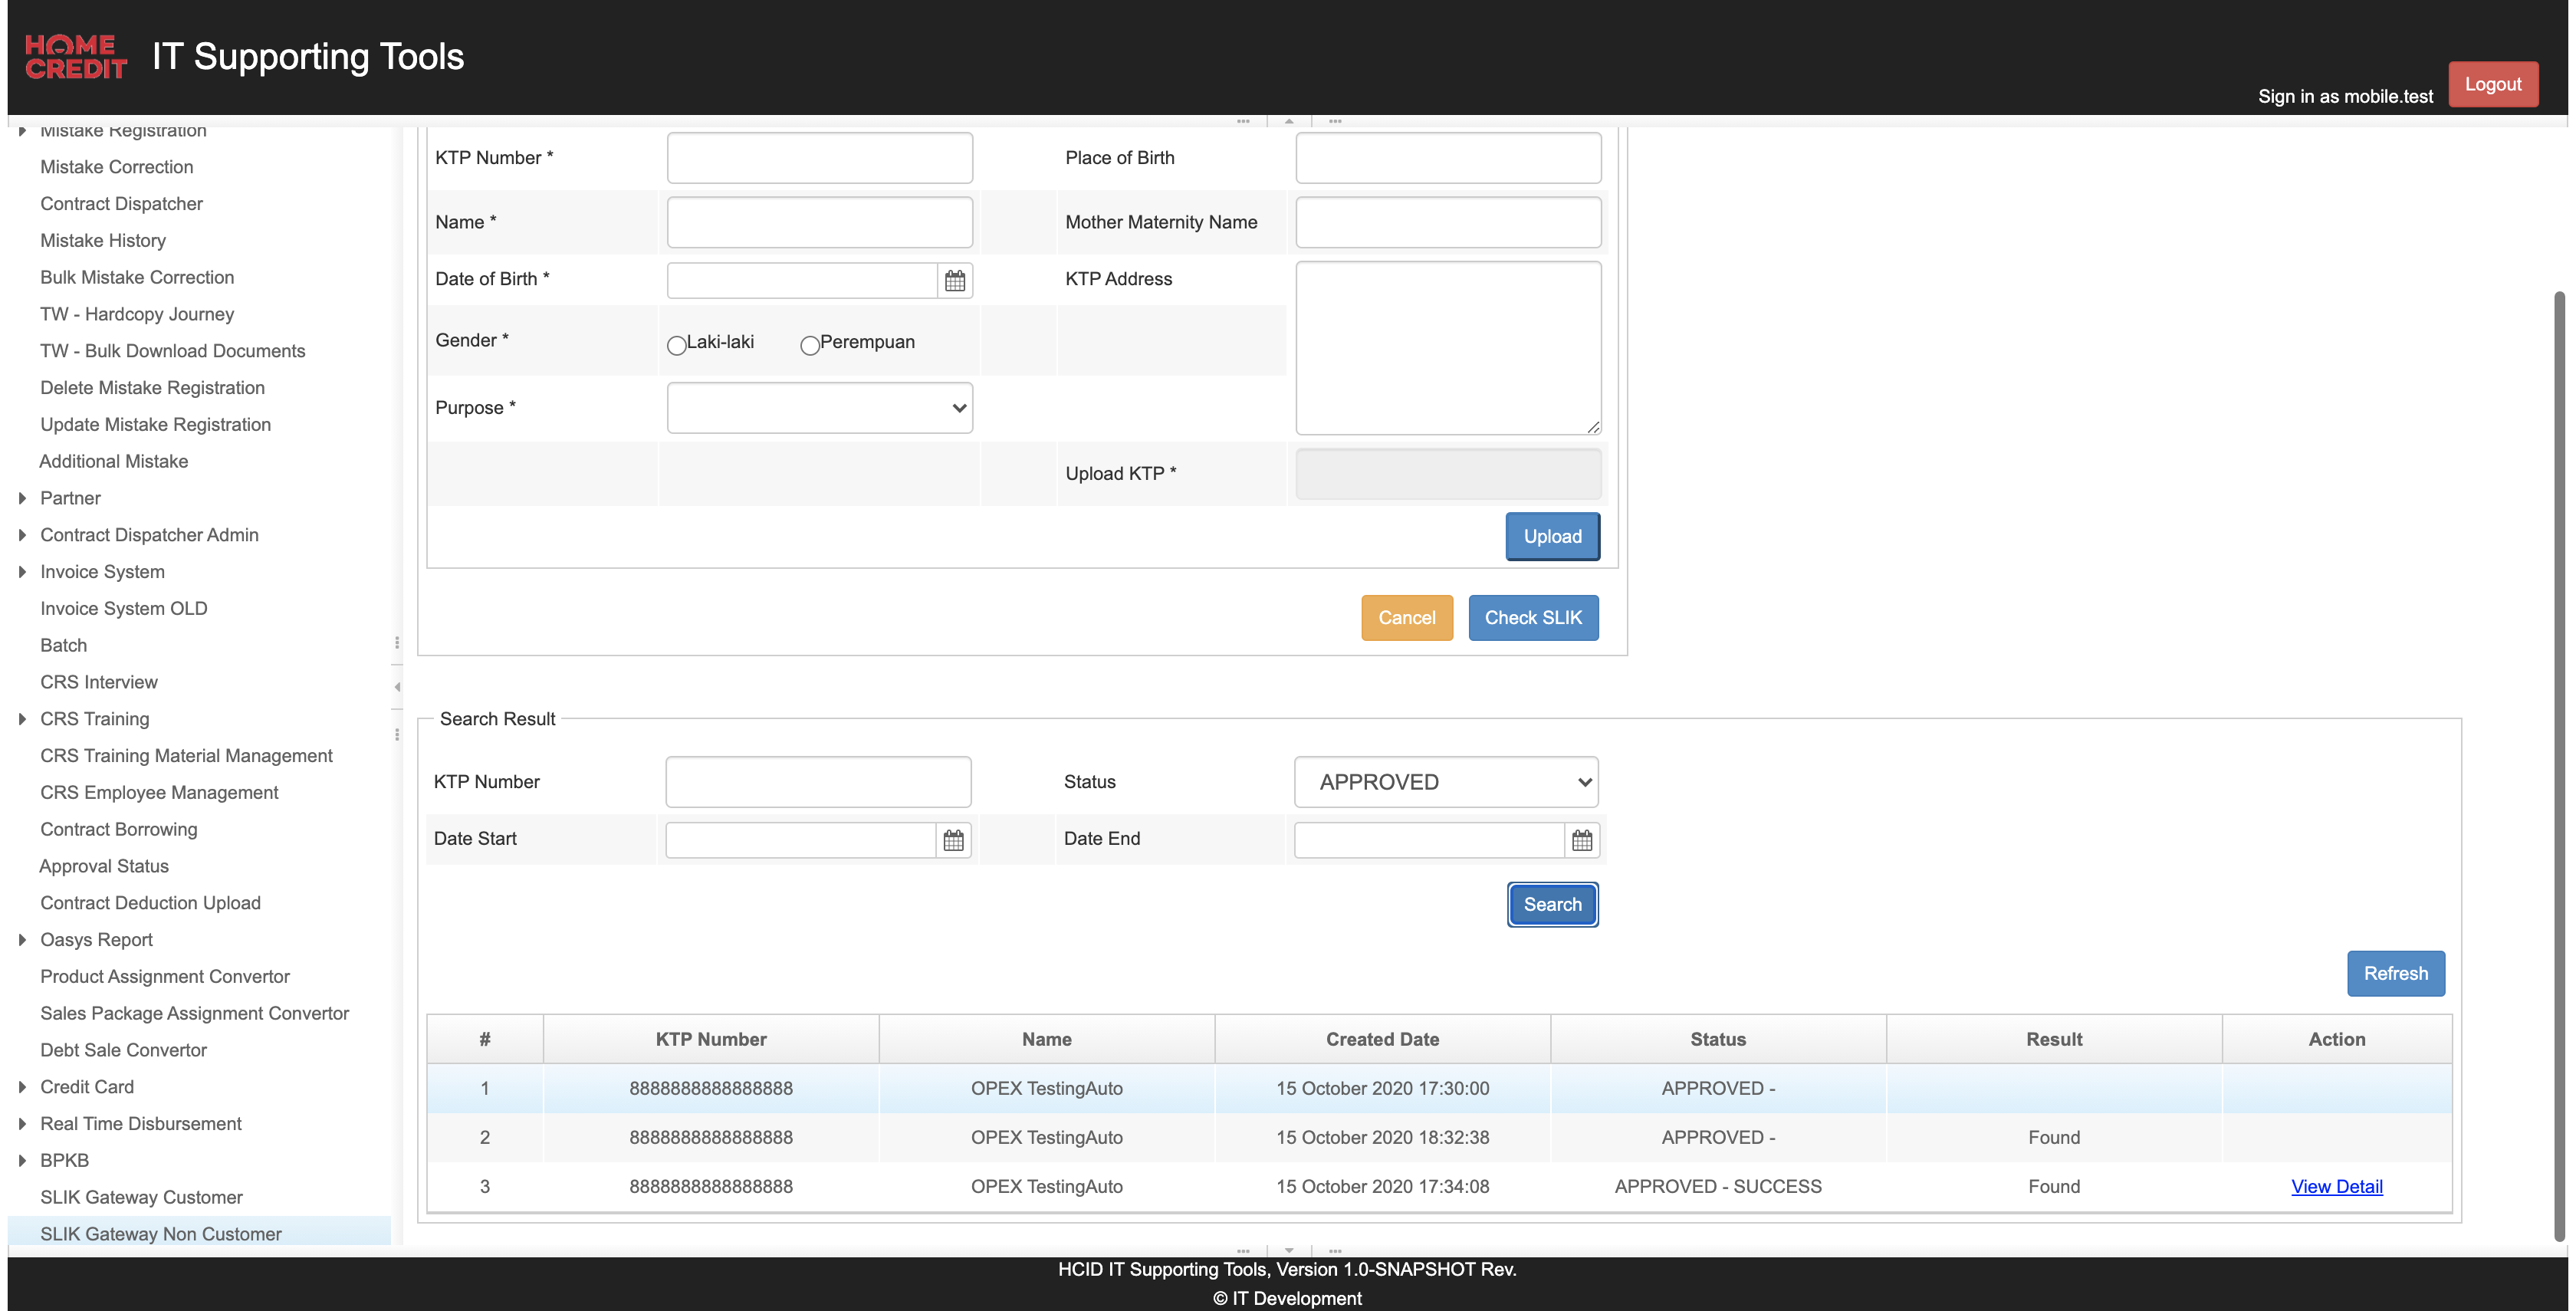 HOME
CREDIT
IT Supporting Tools
Sign in as mobile.test
Logout
Mistake Registration
Mistake Correction
Contract Dispatcher
Mistake History
Bulk Mistake Correction
TW - Hardcopy Journey
TW - Bulk Download Documents
Delete Mistake Registration
Update Mistake Registration
Additional Mistake
Partner
Contract Dispatcher Admin
Invoice System
Invoice System OLD
Batch
CRS Interview
CRS Training
CRS Training Material Management
CRS Employee Management
Contract Borrowing
Approval Status
Contract Deduction Upload
Oasys Report
Product Assignment Convertor
Sales Package Assignment Convertor
Debt Sale Convertor
Credit Card
Real Time Disbursement
BPKB
SLIK Gateway Customer
SLIK Gateway Non Customer
KTP Number * Place of Birth
Name * Mother Maternity Name
Date of Birth * KTP Address
Gender * Laki-laki Perempuan
Purpose *
Upload KTP *
Upload
Cancel Check SLIK
Search Result
KTP Number Status APPROVED
Date Start Date End
Search
Refresh
# KTP Number Name Created Date Status Result Action
1 8888888888888888 OPEX TestingAuto 15 October 2020 17:30:00 APPROVED -
2 8888888888888888 OPEX TestingAuto 15 October 2020 18:32:38 APPROVED - Found
3 8888888888888888 OPEX TestingAuto 15 October 2020 17:34:08 APPROVED - SUCCESS Found View Detail
HCID IT Supporting Tools, Version 1.0-SNAPSHOT Rev.
© IT Development